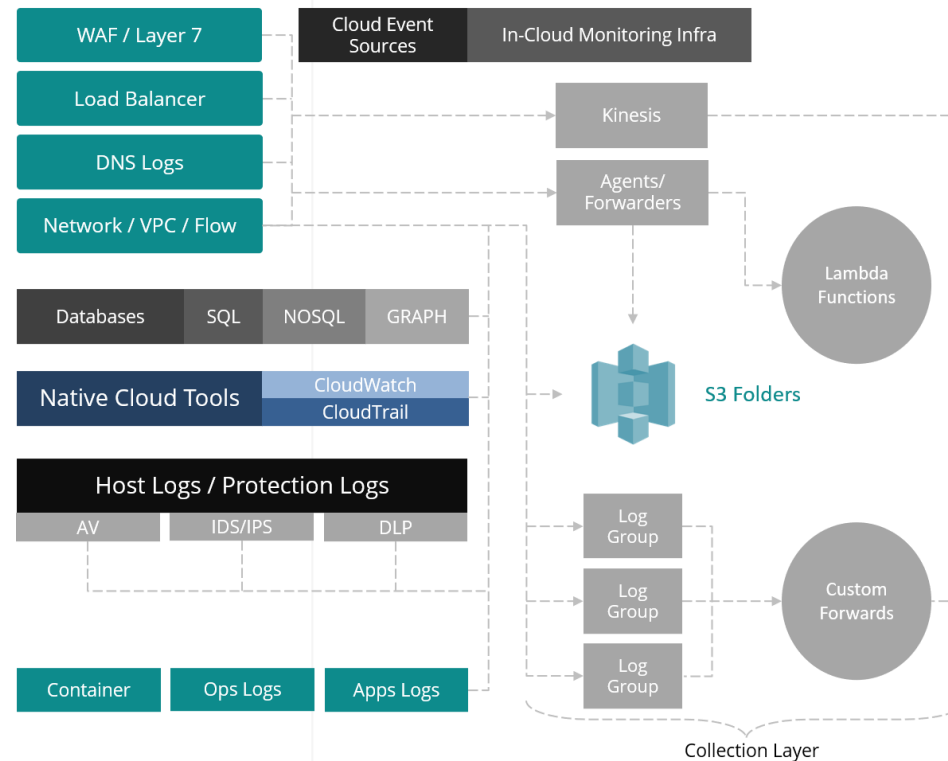 WAF / Layer 7
Cloud Event
Sources
In-Cloud Monitoring Infra
Load Balancer
Kinesis
DNS Logs
Agents/
Forwarders
Network / VPC / Flow
Lambda
Functions
Databases
SQL
NOSQL
GRAPH
Native Cloud Tools
CloudWatch
CloudTrail
S3 Folders
Host Logs / Protection Logs
AV
IDS/IPS
DLP
Log
Group
Log
Group
Custom
Forwards
Log
Group
Container
Ops Logs
Apps Logs
Collection Layer